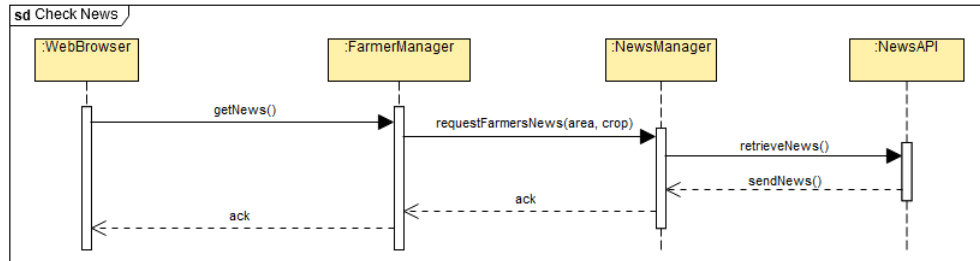 sd Check News
:WebBrowser
:FarmerManager
:NewsManager
:NewsAPI
getNews()
requestFarmersNews(area, crop)
retrieveNews()
sendNews()
ack
ack